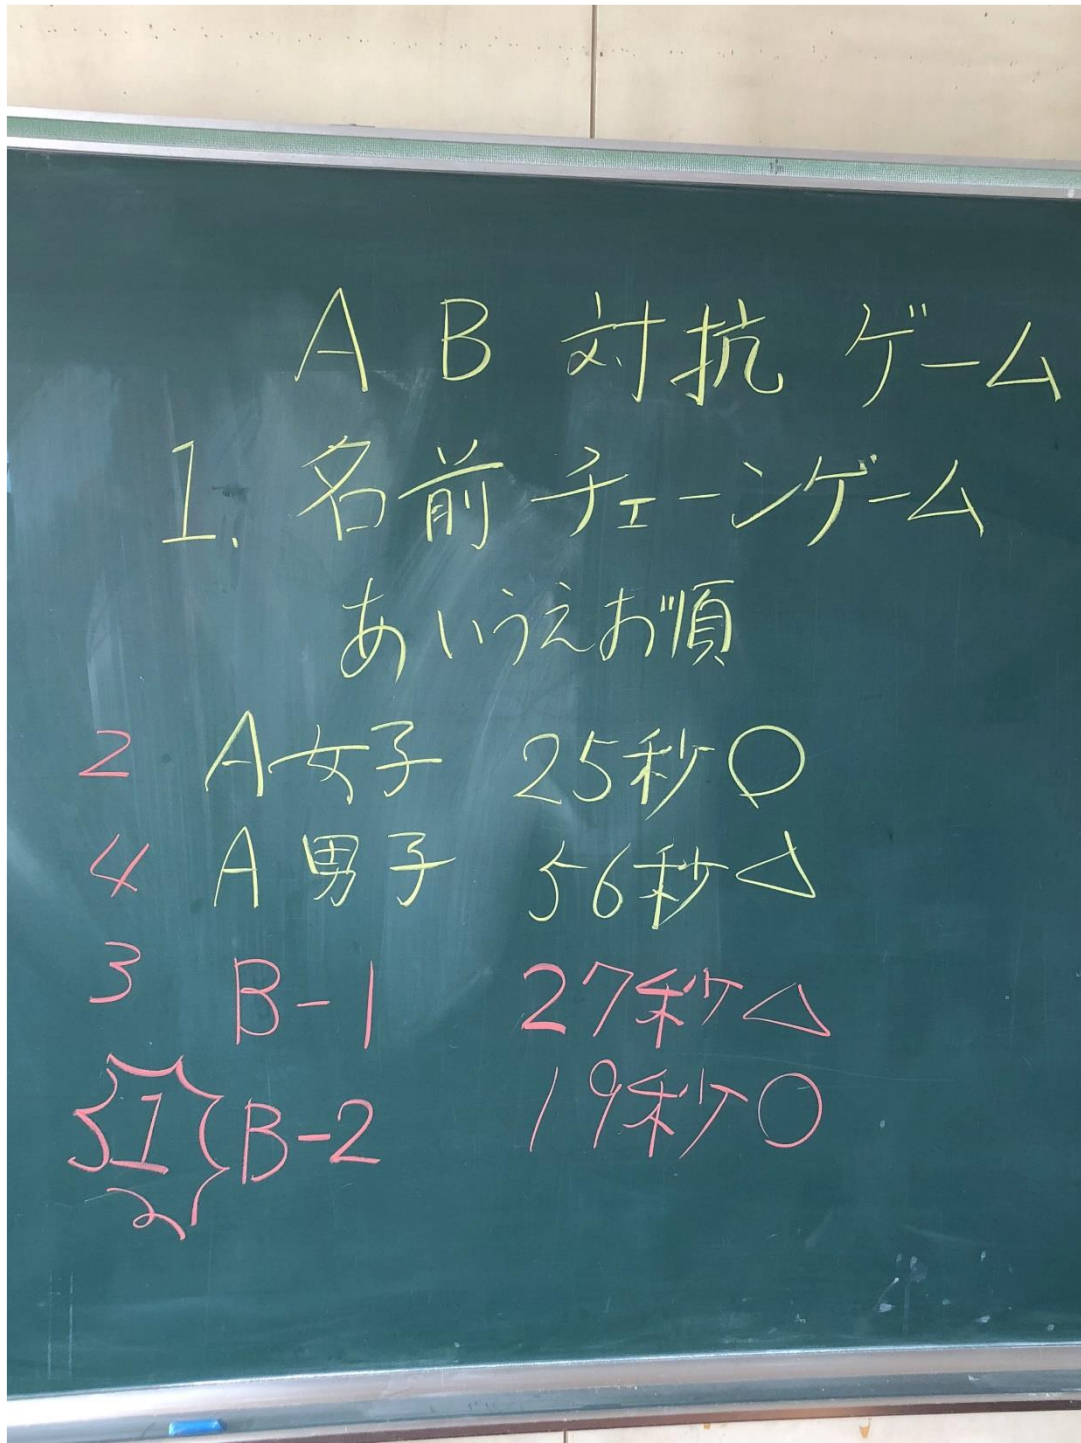 A B 対抗 ゲーム
1. 名前チェーンゲーム
あいうえお順
2 A女子 25秒○
4 A男子 56秒△
3 B-1 27秒△
1 B-2 19秒○